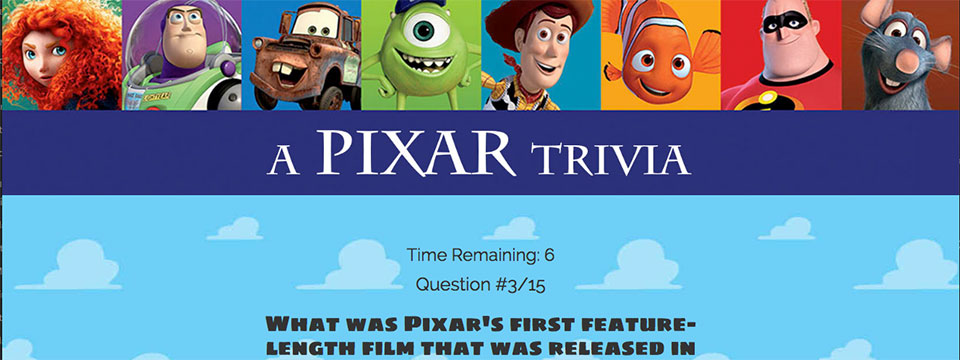 A PIXAR TRIVIA
Time Remaining: 6
Question #3/15
What was Pixar's first feature-
length film that was released in